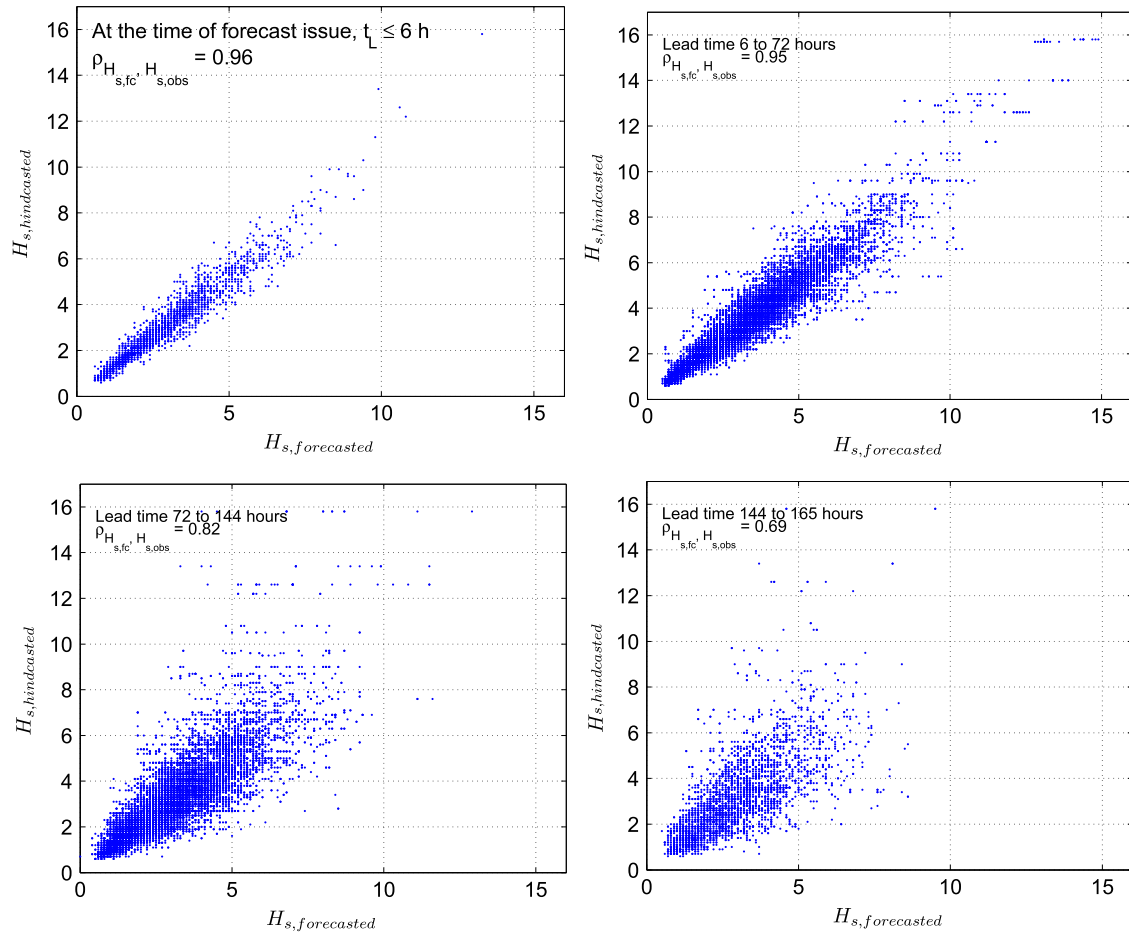 At the time of forecast issue, t_L ≤ 6 h
ρ_{H_{s,fc}, H_{s,obs}} = 0.96
16
14
12
10
8
6
4
2
0
0 5 10 15
H_{s,hindcasted}
H_{s,forecasted}
Lead time 6 to 72 hours
ρ_{H_{s,fc}, H_{s,obs}} = 0.95
16
14
12
10
8
6
4
2
0
0 5 10 15
H_{s,hindcasted}
H_{s,forecasted}
Lead time 72 to 144 hours
ρ_{H_{s,fc}, H_{s,obs}} = 0.82
16
14
12
10
8
6
4
2
0
0 5 10 15
H_{s,hindcasted}
H_{s,forecasted}
Lead time 144 to 165 hours
ρ_{H_{s,fc}, H_{s,obs}} = 0.69
16
14
12
10
8
6
4
2
0
0 5 10 15
H_{s,hindcasted}
H_{s,forecasted}